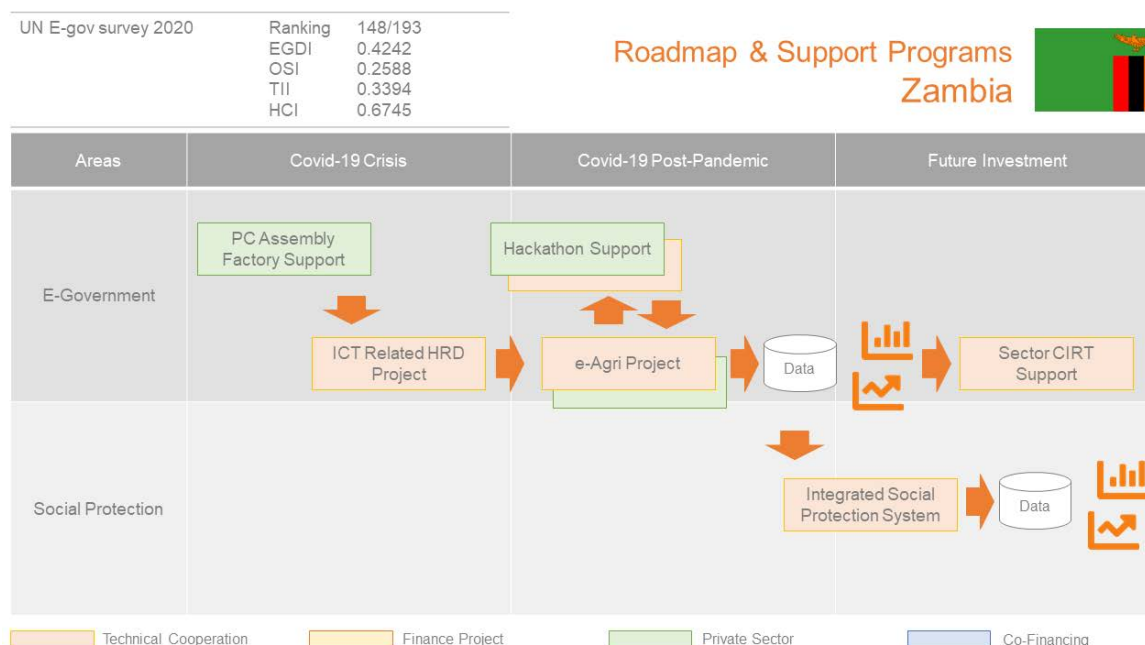 UN E-gov survey 2020
Ranking 148/193
EGDI 0.4242
OSI 0.2588
TII 0.3394
HCI 0.6745
Roadmap & Support Programs
Zambia
Areas
Covid-19 Crisis
Covid-19 Post-Pandemic
Future Investment
E-Government
PC Assembly
Factory Support
Hackathon Support
ICT Related HRD
Project
e-Agri Project
Data
Sector CIRT
Support
Social Protection
Integrated Social
Protection System
Data
Technical Cooperation
Finance Project
Private Sector
Co-Financing